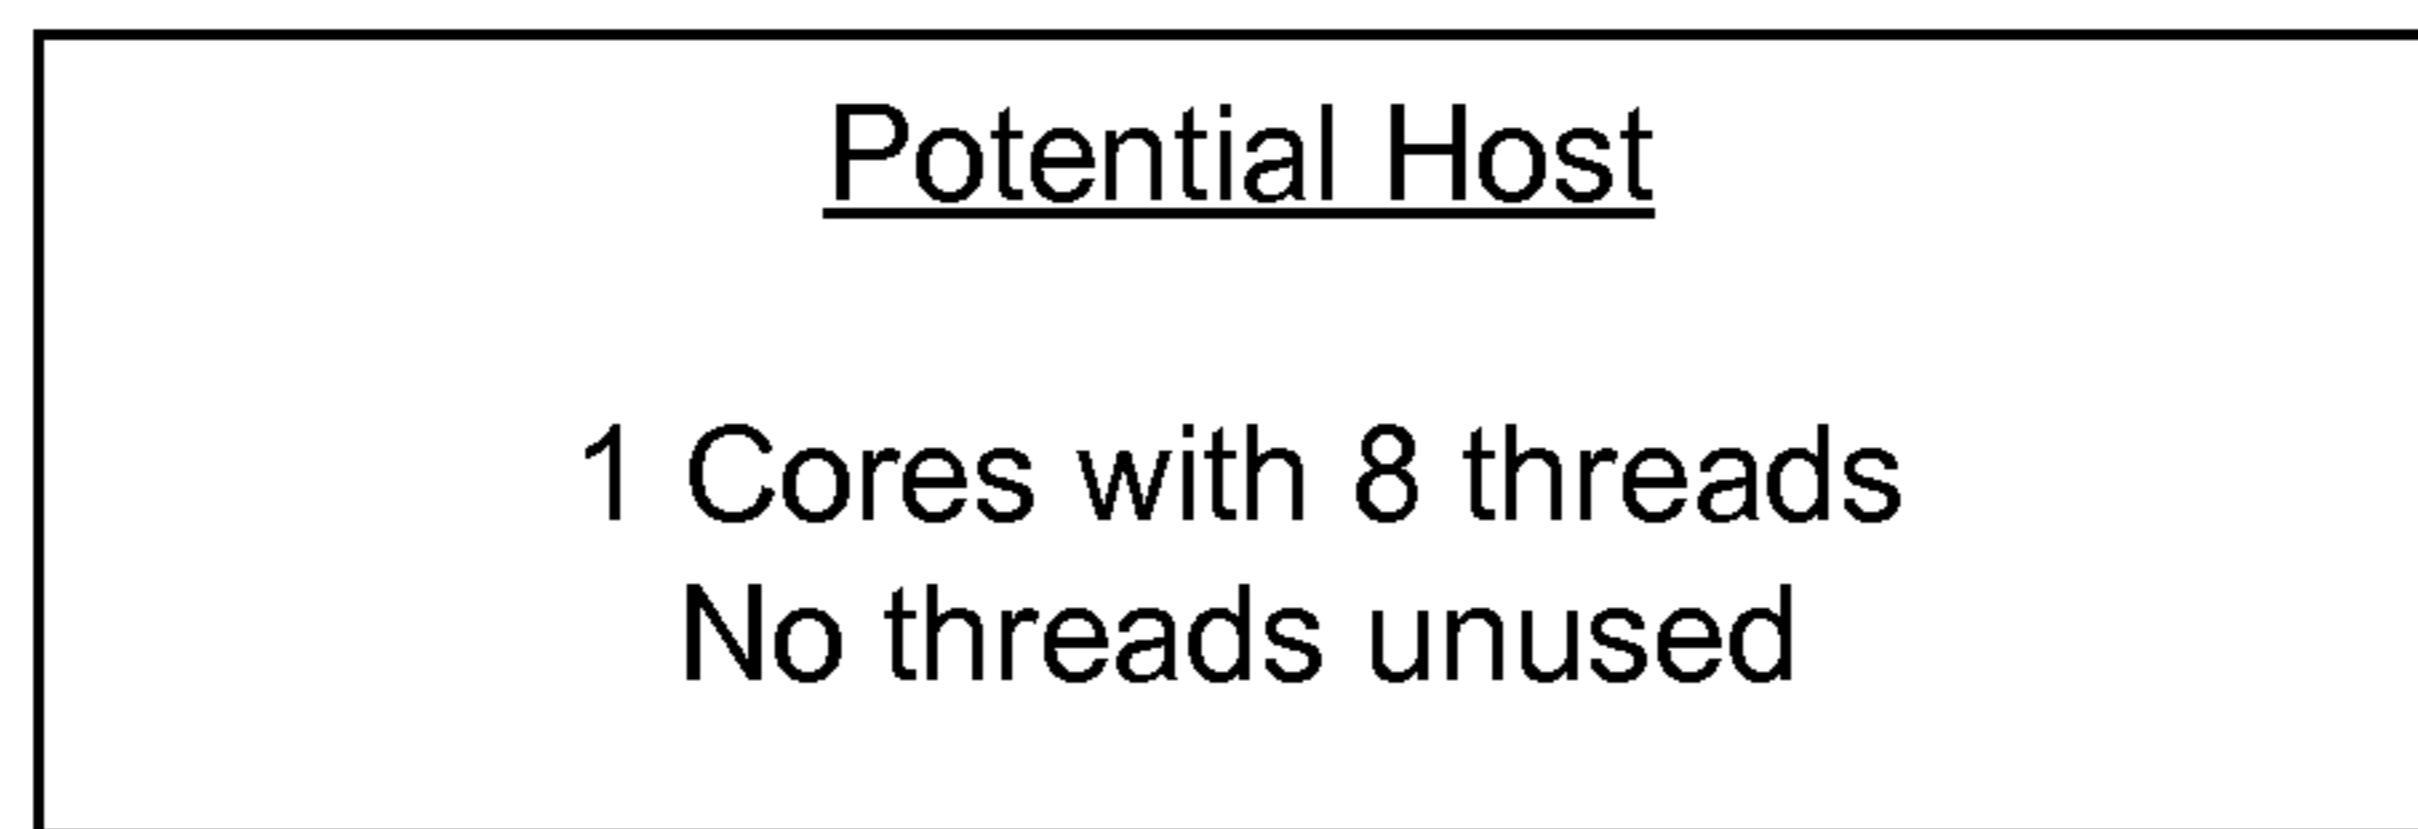 Potential Host
1 Cores with 8 threads
No threads unused